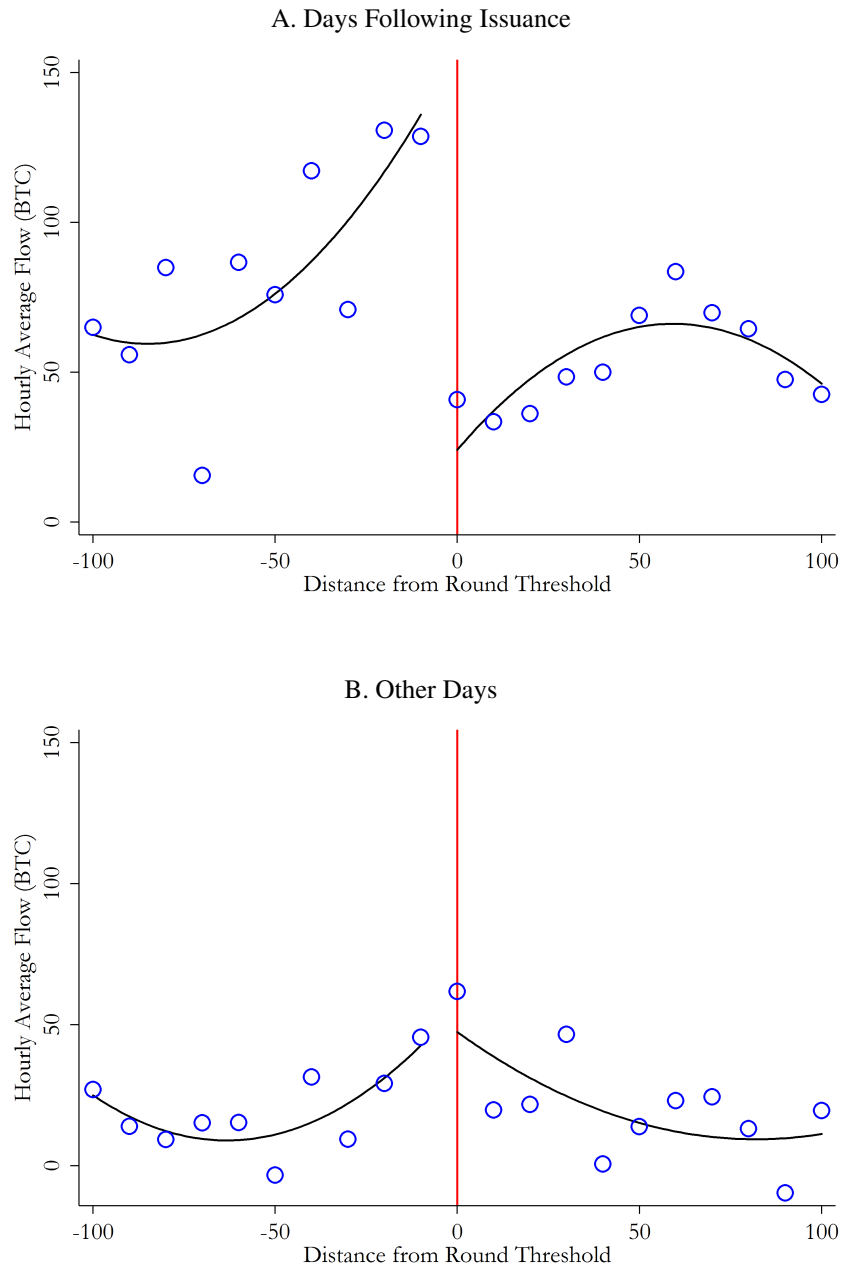 A. Days Following Issuance
150
100
50
0
Hourly Average Flow (BTC)
-100 -50 0 50 100
Distance from Round Threshold
B. Other Days
150
100
50
0
Hourly Average Flow (BTC)
-100 -50 0 50 100
Distance from Round Threshold